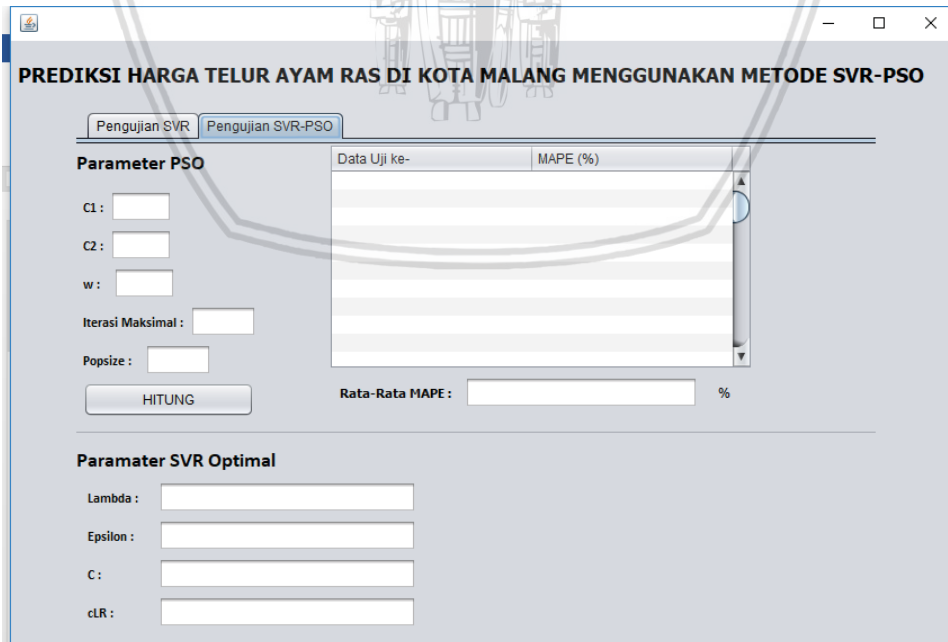 PREDIKSI HARGA TELUR AYAM RAS DI KOTA MALANG MENGGUNAKAN METODE SVR-PSO
Pengujian SVR Pengujian SVR-PSO
Parameter PSO
C1 :
C2 :
w :
Iterasi Maksimal :
Popsize :
HITUNG
Data Uji ke- MAPE (%)
Rata-Rata MAPE : %
Paramater SVR Optimal
Lambda :
Epsilon :
C :
cLR :